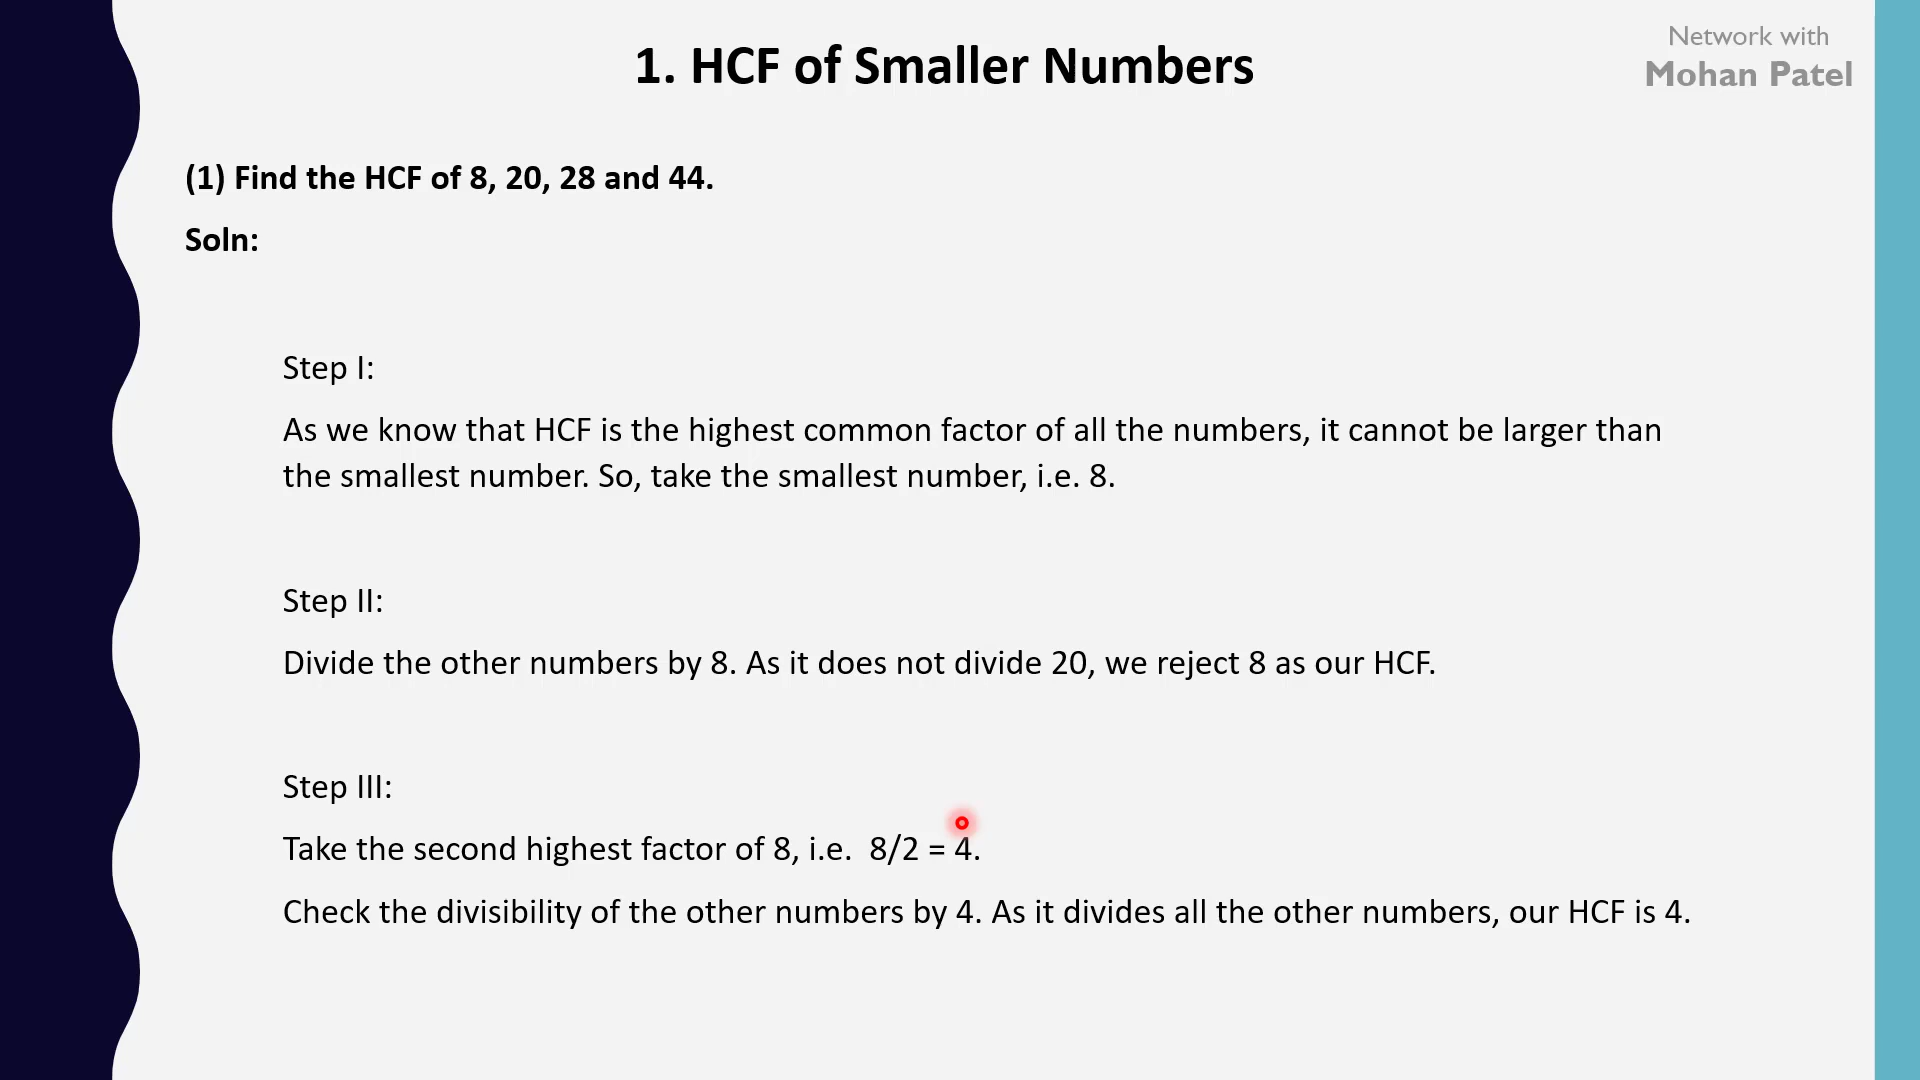 1. HCF of Smaller Numbers
Network with
Mohan Patel
(1) Find the HCF of 8, 20, 28 and 44.
Soln:
Step I:
As we know that HCF is the highest common factor of all the numbers, it cannot be larger than
the smallest number. So, take the smallest number, i.e. 8.
Step II:
Divide the other numbers by 8. As it does not divide 20, we reject 8 as our HCF.
Step III:
Take the second highest factor of 8, i.e.  8/2 = 4.
Check the divisibility of the other numbers by 4. As it divides all the other numbers, our HCF is 4.